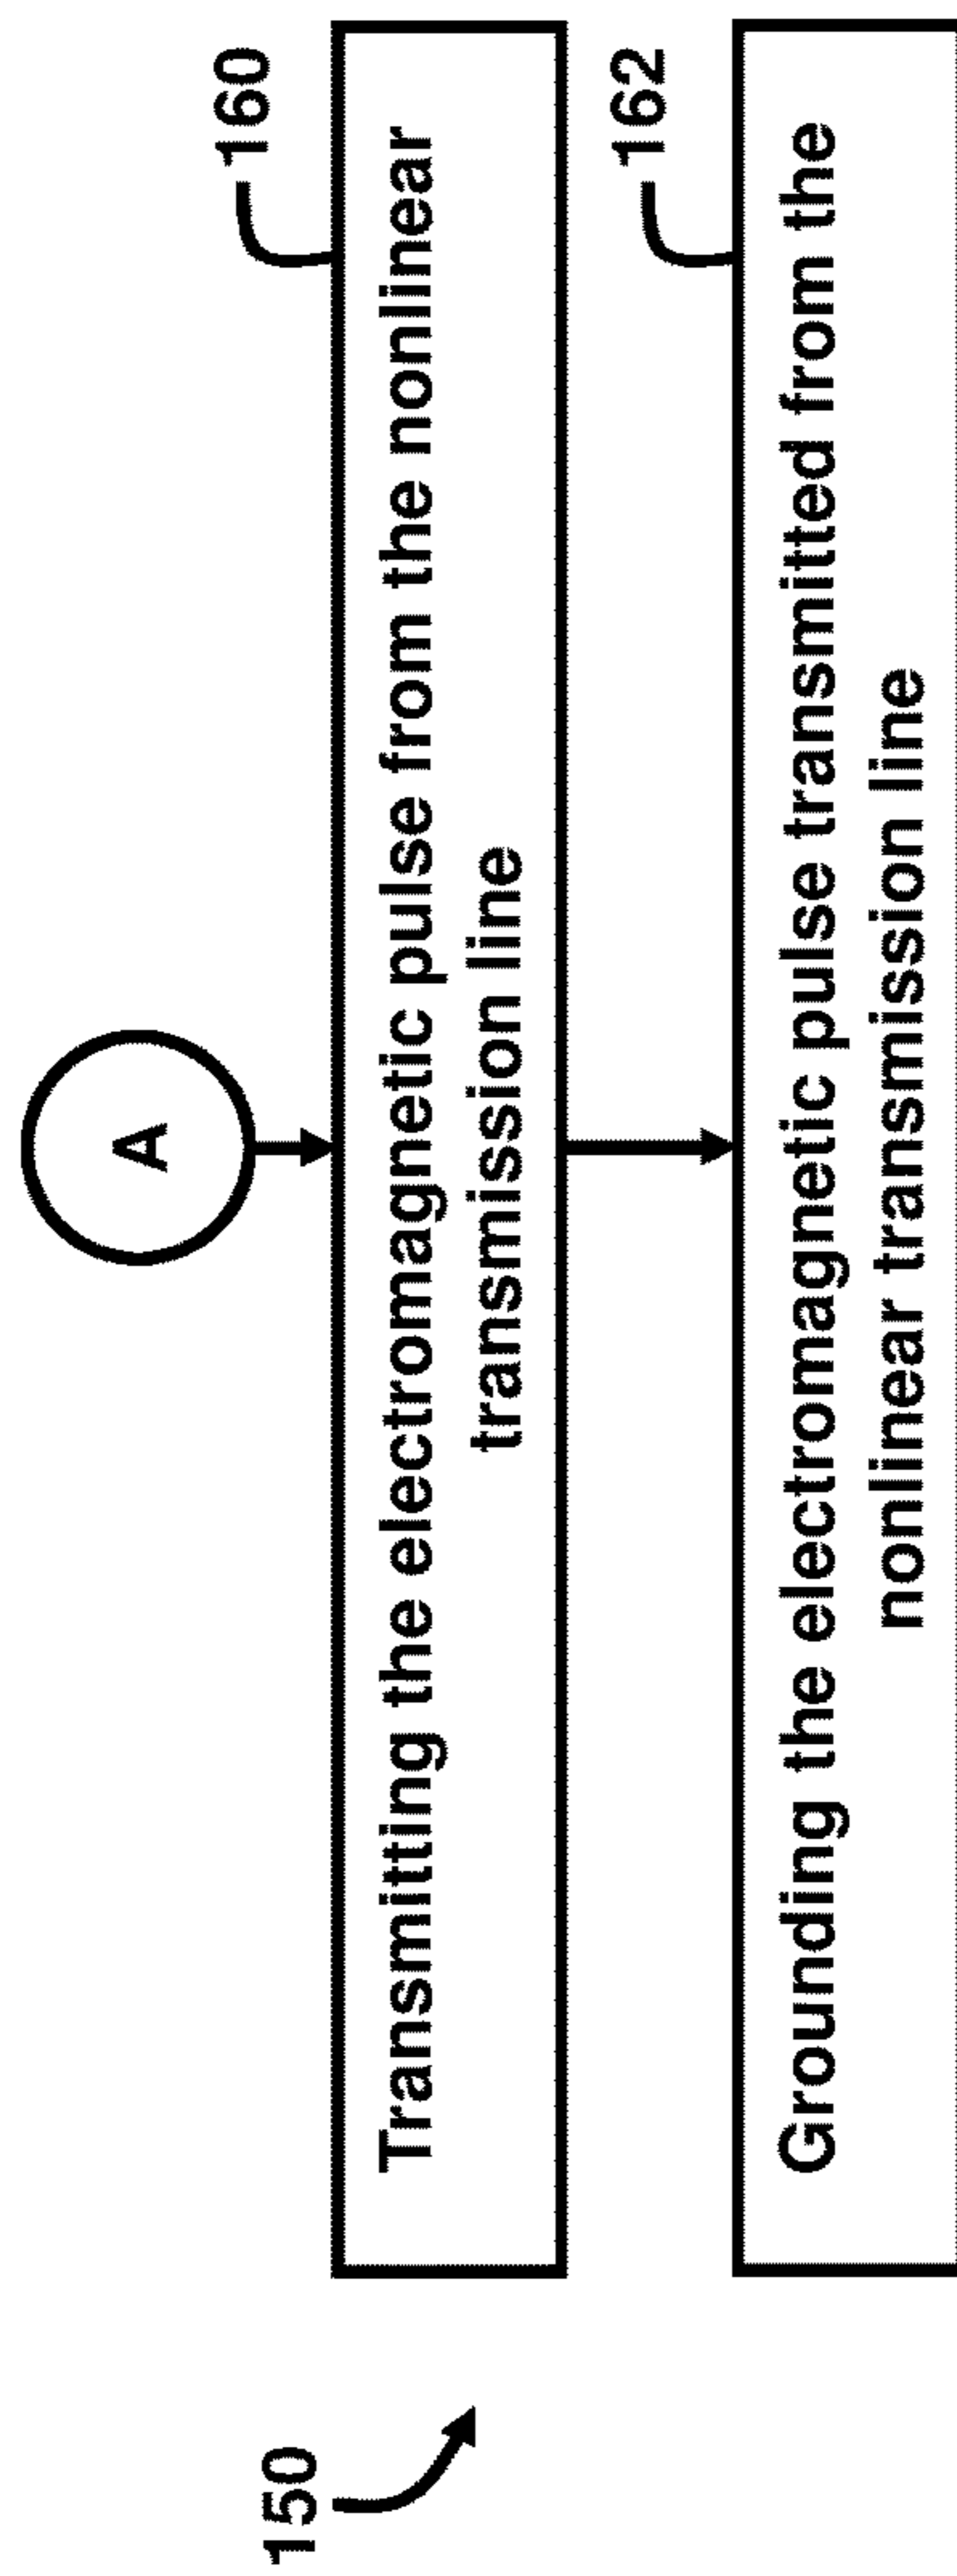 150
A
160
Transmitting the electromagnetic pulse from the nonlinear
transmission line
162
Grounding the electromagnetic pulse transmitted from the
nonlinear transmission line